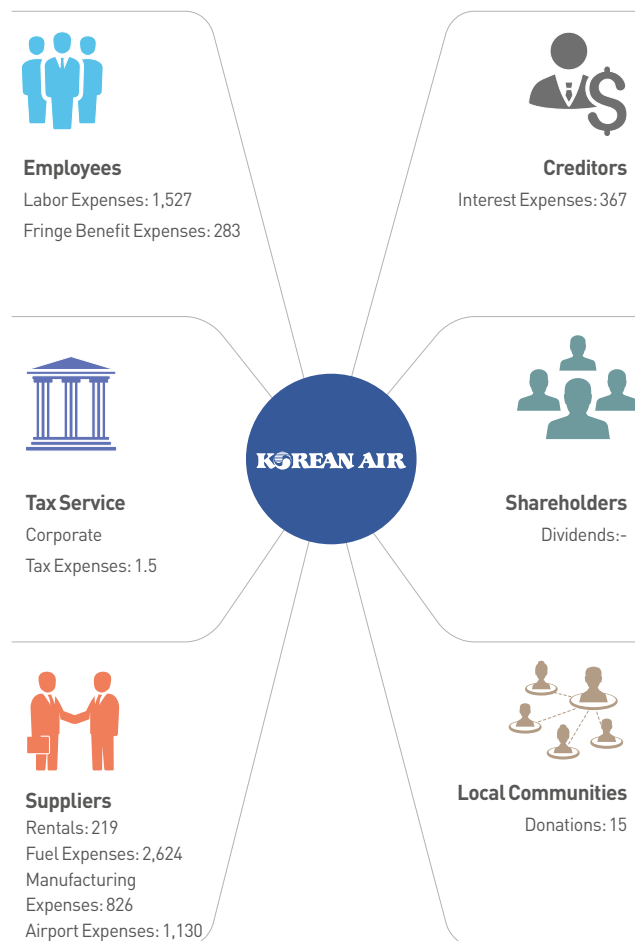 Employees
Labor Expenses: 1,527
Fringe Benefit Expenses: 283
Creditors
Interest Expenses: 367
Tax Service
Corporate
Tax Expenses: 1.5
KOREAN AIR
Shareholders
Dividends:-
Suppliers
Rentals: 219
Fuel Expenses: 2,624
Manufacturing
Expenses: 826
Airport Expenses: 1,130
Local Communities
Donations: 15